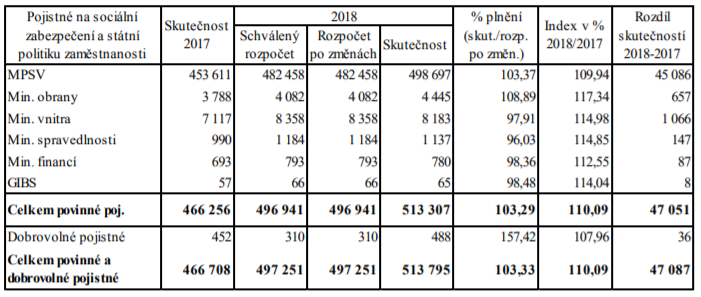 Pojistné na sociální zabezpečení a státní politiku zaměstnanosti | Skutečnost 2017 | 2018 | % plnění (skut./rozp. po změn.) | Index v % 2018/2017 | Rozdíl skutečností 2018-2017
Schválený rozpočet | Rozpočet po změnách | Skutečnost
MPSV 453 611 482 458 482 458 498 697 103,37 109,94 45 086
Min. obrany 3 788 4 082 4 082 4 445 108,89 117,34 657
Min. vnitra 7 117 8 358 8 358 8 183 97,91 114,98 1 066
Min. spravedlnosti 990 1 184 1 184 1 137 96,03 114,85 147
Min. financí 693 793 793 780 98,36 112,55 87
GIBS 57 66 66 65 98,48 114,04 8
Celkem povinné poj. 466 256 496 941 496 941 513 307 103,29 110,09 47 051
Dobrovolné pojistné 452 310 310 488 157,42 107,96 36
Celkem povinné a dobrovolné pojistné 466 708 497 251 497 251 513 795 103,33 110,09 47 087